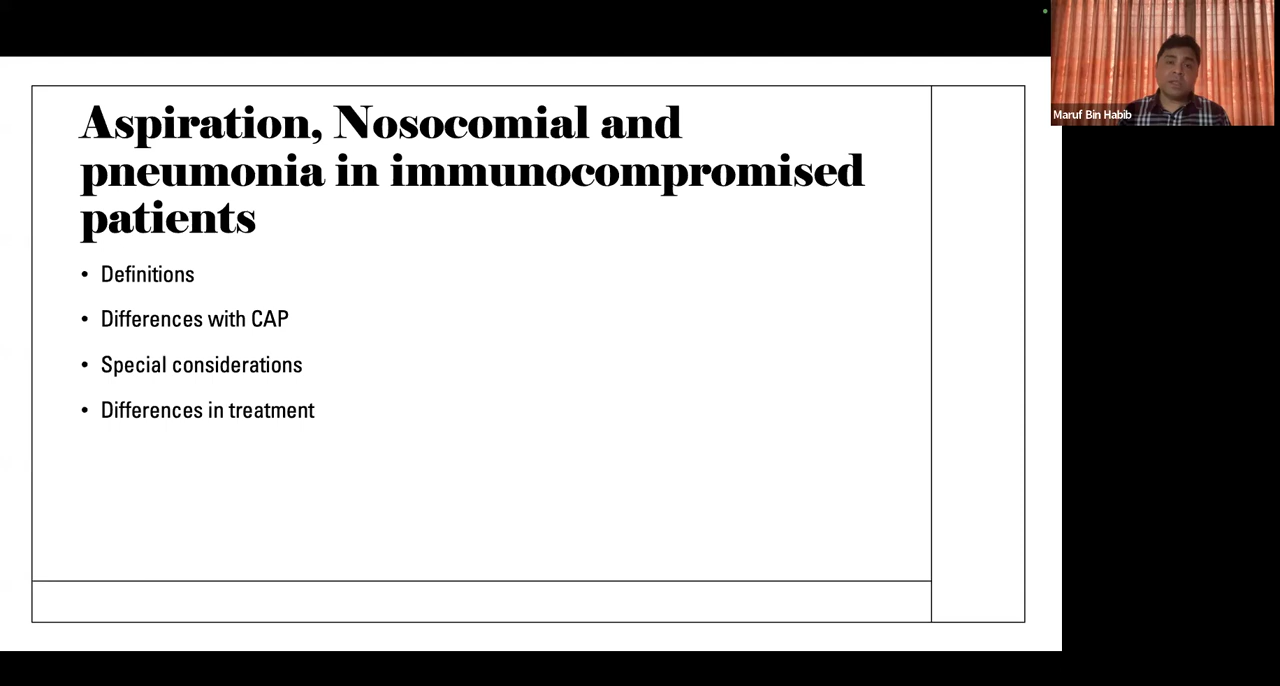 Aspiration, Nosocomial and
pneumonia in immunocompromised
patients
• Definitions
• Differences with CAP
• Special considerations
• Differences in treatment
Maruf Bin Habib